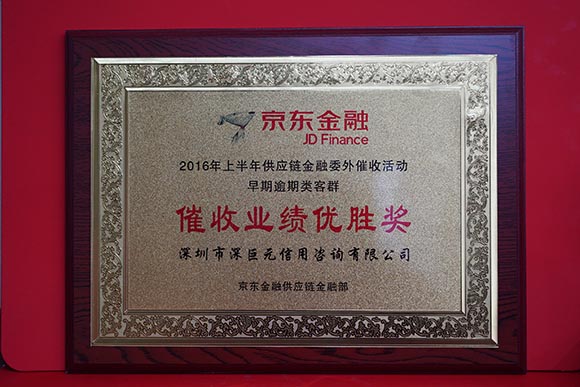 京东金融
JD Finance
2016年上半年供应链金融委外催收活动
早期逾期类客群
催收业绩优胜奖
深圳市深巨元信用咨询有限公司
京东金融供应链金融部